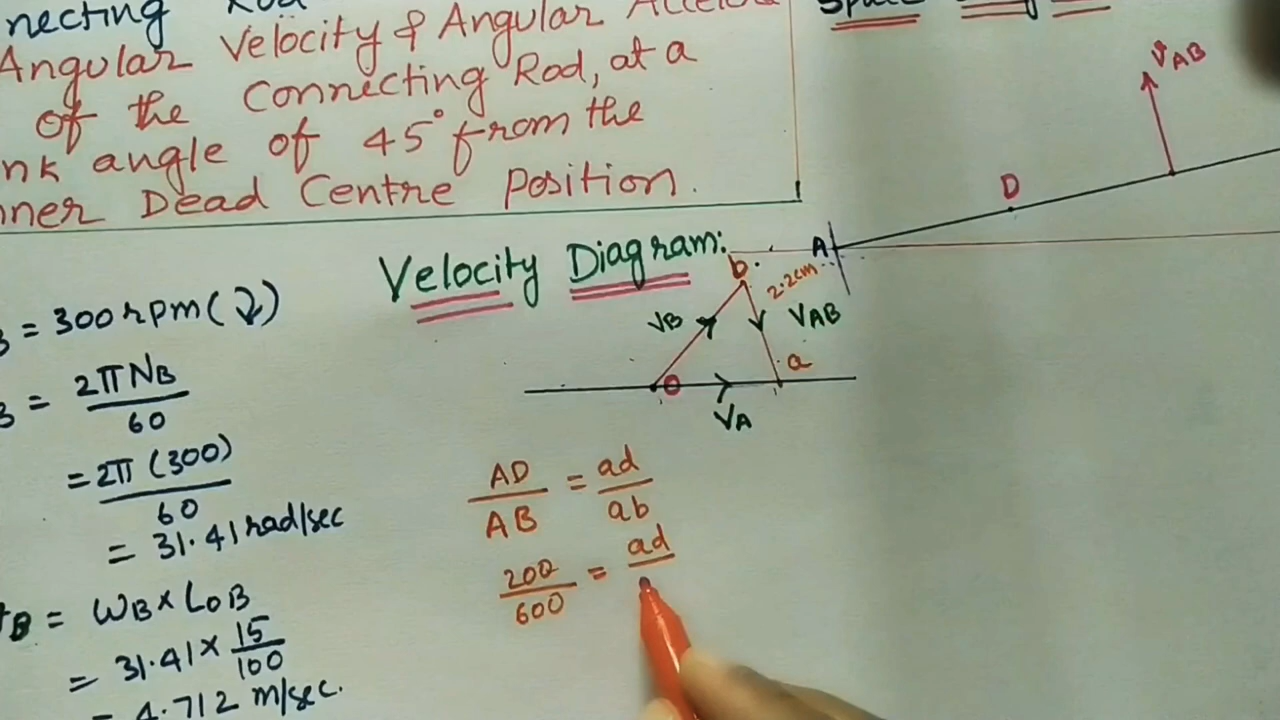 necting Rod
Angular Velocity & Angular
of the Connecting Rod, at a
nk angle of 45° from the
nner Dead Centre Position.
Velocity Diagram:
VAB
D
A
b
2.2cm
VB
VAB
a
O
VA
= 300 rpm (
= 2πNB
60
= 2π (300)
60
= 31.41 rad/sec
B = ωB × LOB
= 31.41 × 15
100
= 4.712 m/sec.
AD = ad
AB ab
200 = ad
600